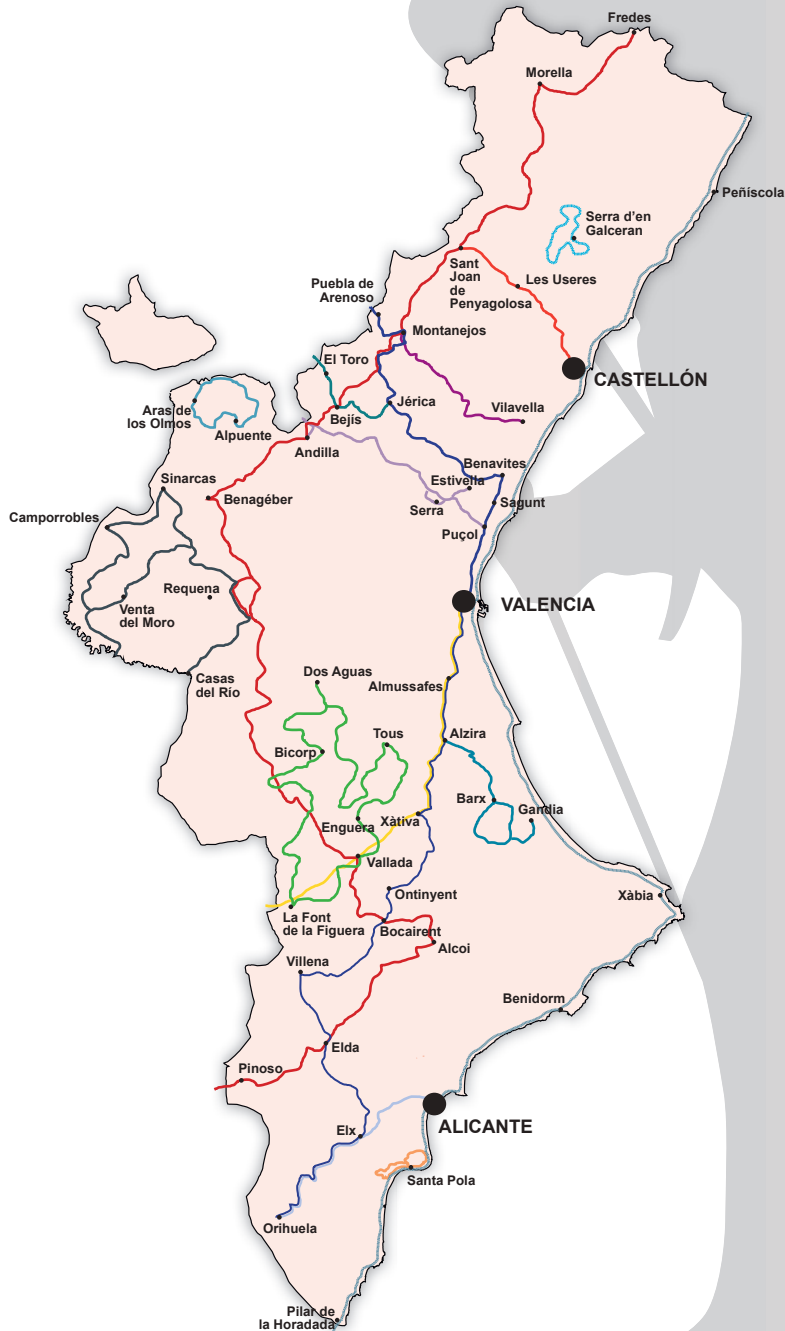 Fredes
Morella
Peñíscola
Serra d'en
Galceran
Sant
Joan
de
Penyagolosa
Les Useres
Puebla de
Arenoso
Montanejos
El Toro
CASTELLÓN
Aras de
los Olmos
Alpuente
Bejís
Jérica
Vilavella
Andilla
Sinarcas
Benagéber
Benavites
Estivella
Serra
Sagunt
Camporrobles
Puçol
Requena
Venta
del Moro
VALENCIA
Casas
del Río
Dos Aguas
Almussafes
Tous
Alzira
Bicorp
Barx
Gandia
Enguera
Xàtiva
Vallada
Ontinyent
Xàbia
La Font
de la Figuera
Bocairent
Alcoi
Villena
Benidorm
Elda
Pinoso
Elx
ALICANTE
Santa Pola
Orihuela
Pilar de
la Horadada